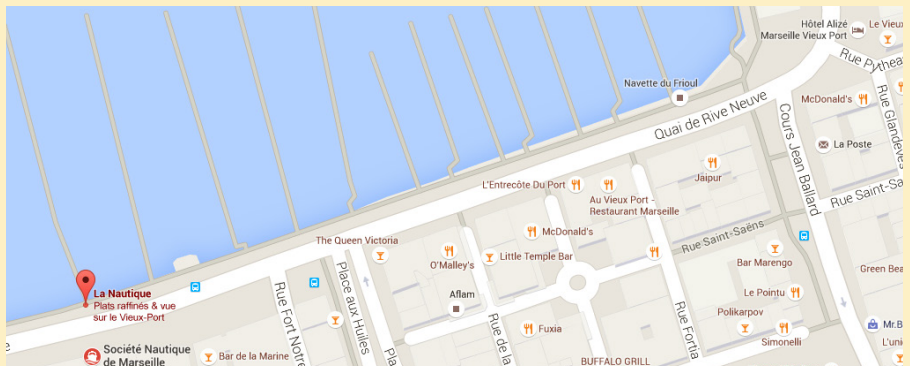 Hôtel Alizé
Marseille Vieux Port
Le Vieux
Rue Pytheas
Navette du Frioul
McDonald's
Rue Glandevès
Quai de Rive Neuve
La Poste
Cours Jean Ballard
Jaipur
L'Entrecôte Du Port
Au Vieux Port -
Restaurant Marseille
Rue Saint-Sa
McDonald's
The Queen Victoria
O'Malley's
Little Temple Bar
Rue Saint-Saëns
Bar Marengo
Green Bea
La Nautique
Plats raffinés & vue
sur le Vieux-Port
Place aux Huiles
Rue Fort Notre
Aflam
Le Pointu
Polikarpov
Fuxia
Rue de la
Rue Fortia
Simonelli
Mr.B
L'uni
e
Société Nautique
de Marseille
Bar de la Marine
Pla
BUFFALO GRILL